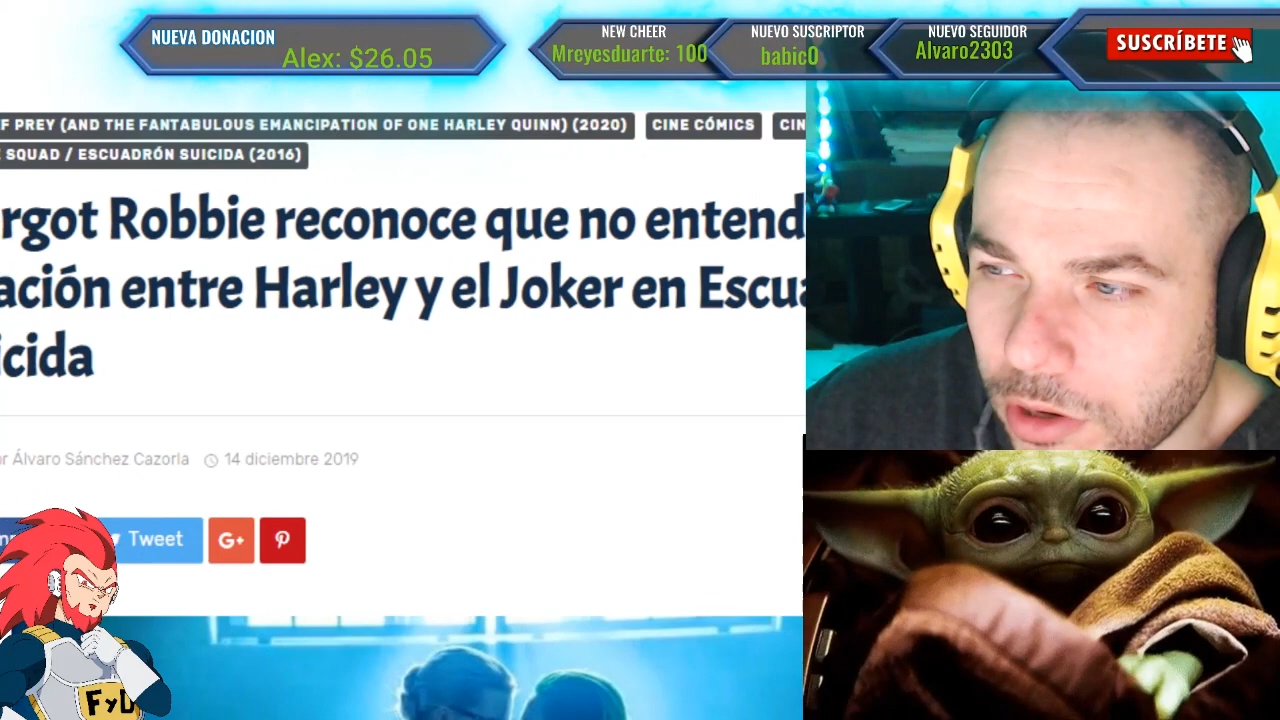 NUEVA DONACION
Alex: $26.05
NEW CHEER
Mreyesduarte: 100
NUEVO SUSCRIPTOR
babic0
NUEVO SEGUIDOR
Alvaro2303
SUSCRÍBETE
F PREY (AND THE FANTABULOUS EMANCIPATION OF ONE HARLEY QUINN) (2020) CINE CÓMICS CIN
SQUAD / ESCUADRÓN SUICIDA (2016)
rgot Robbie reconoce que no entend
ación entre Harley y el Joker en Escua
icida
r Álvaro Sánchez Cazorla 14 diciembre 2019
Tweet G+
FyD